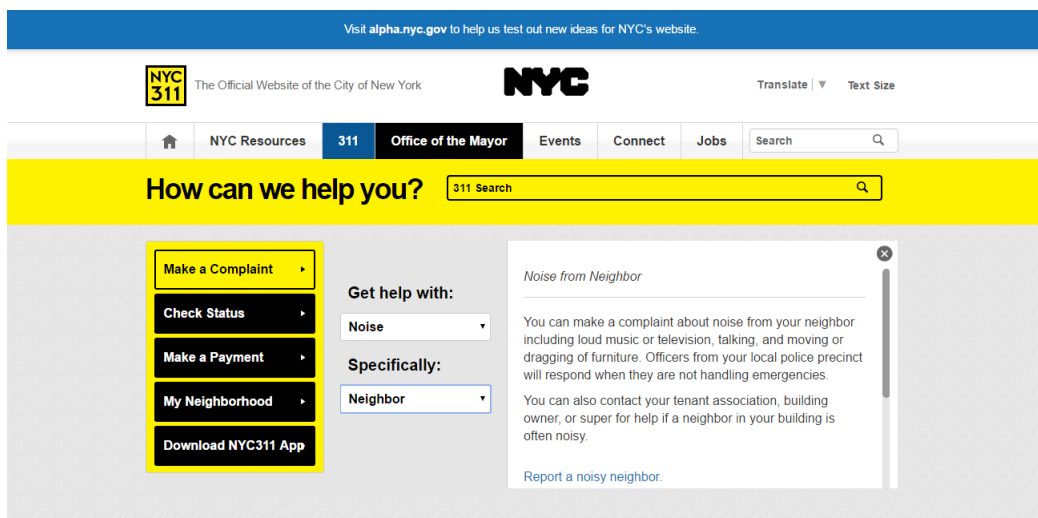 Visit alpha.nyc.gov to help us test out new ideas for NYC's website.
NYC
311
The Official Website of the City of New York
NYC
Translate ▼
Text Size
NYC Resources
311
Office of the Mayor
Events
Connect
Jobs
Search
How can we help you?
311 Search
Make a Complaint
Check Status
Make a Payment
My Neighborhood
Download NYC311 App
Get help with:
Noise
Specifically:
Neighbor
Noise from Neighbor
You can make a complaint about noise from your neighbor
including loud music or television, talking, and moving or
dragging of furniture. Officers from your local police precinct
will respond when they are not handling emergencies.
You can also contact your tenant association, building
owner, or super for help if a neighbor in your building is
often noisy.
Report a noisy neighbor.